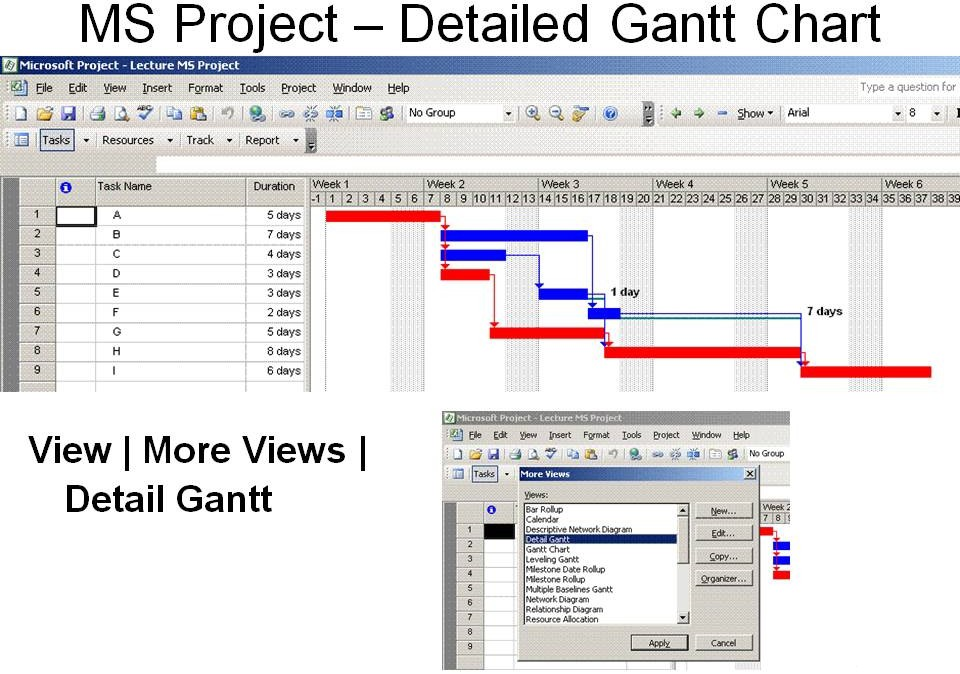 MS Project – Detailed Gantt Chart
Microsoft Project - Lecture MS Project
File Edit View Insert Format Tools Project Window Help
Type a question for
No Group Show Arial 8
Tasks Resources Track Report
Task Name Duration Week 1 Week 2 Week 3 Week 4 Week 5 Week 6
-1 1 2 3 4 5 6 7 8 9 10 11 12 13 14 15 16 17 18 19 20 21 22 23 24 25 26 27 28 29 30 31 32 33 34 35 36 37 38 39
1 A 5 days
2 B 7 days
3 C 4 days
4 D 3 days
5 E 3 days 1 day
6 F 2 days 7 days
7 G 5 days
8 H 8 days
9 I 6 days
View | More Views |
Detail Gantt
Microsoft Project - Lecture MS Project
File Edit View Insert Format Tools Project Window Help
No Group
Tasks
More Views
Views:
Bar Rollup
Calendar
Descriptive Network Diagram
Detail Gantt
Gantt Chart
Leveling Gantt
Milestone Date Rollup
Milestone Rollup
Multiple Baselines Gantt
Network Diagram
Relationship Diagram
Resource Allocation
New...
Edit...
Copy...
Organizer...
Apply Cancel
Week 2
7 8
1
2
3
4
5
6
7
8
9